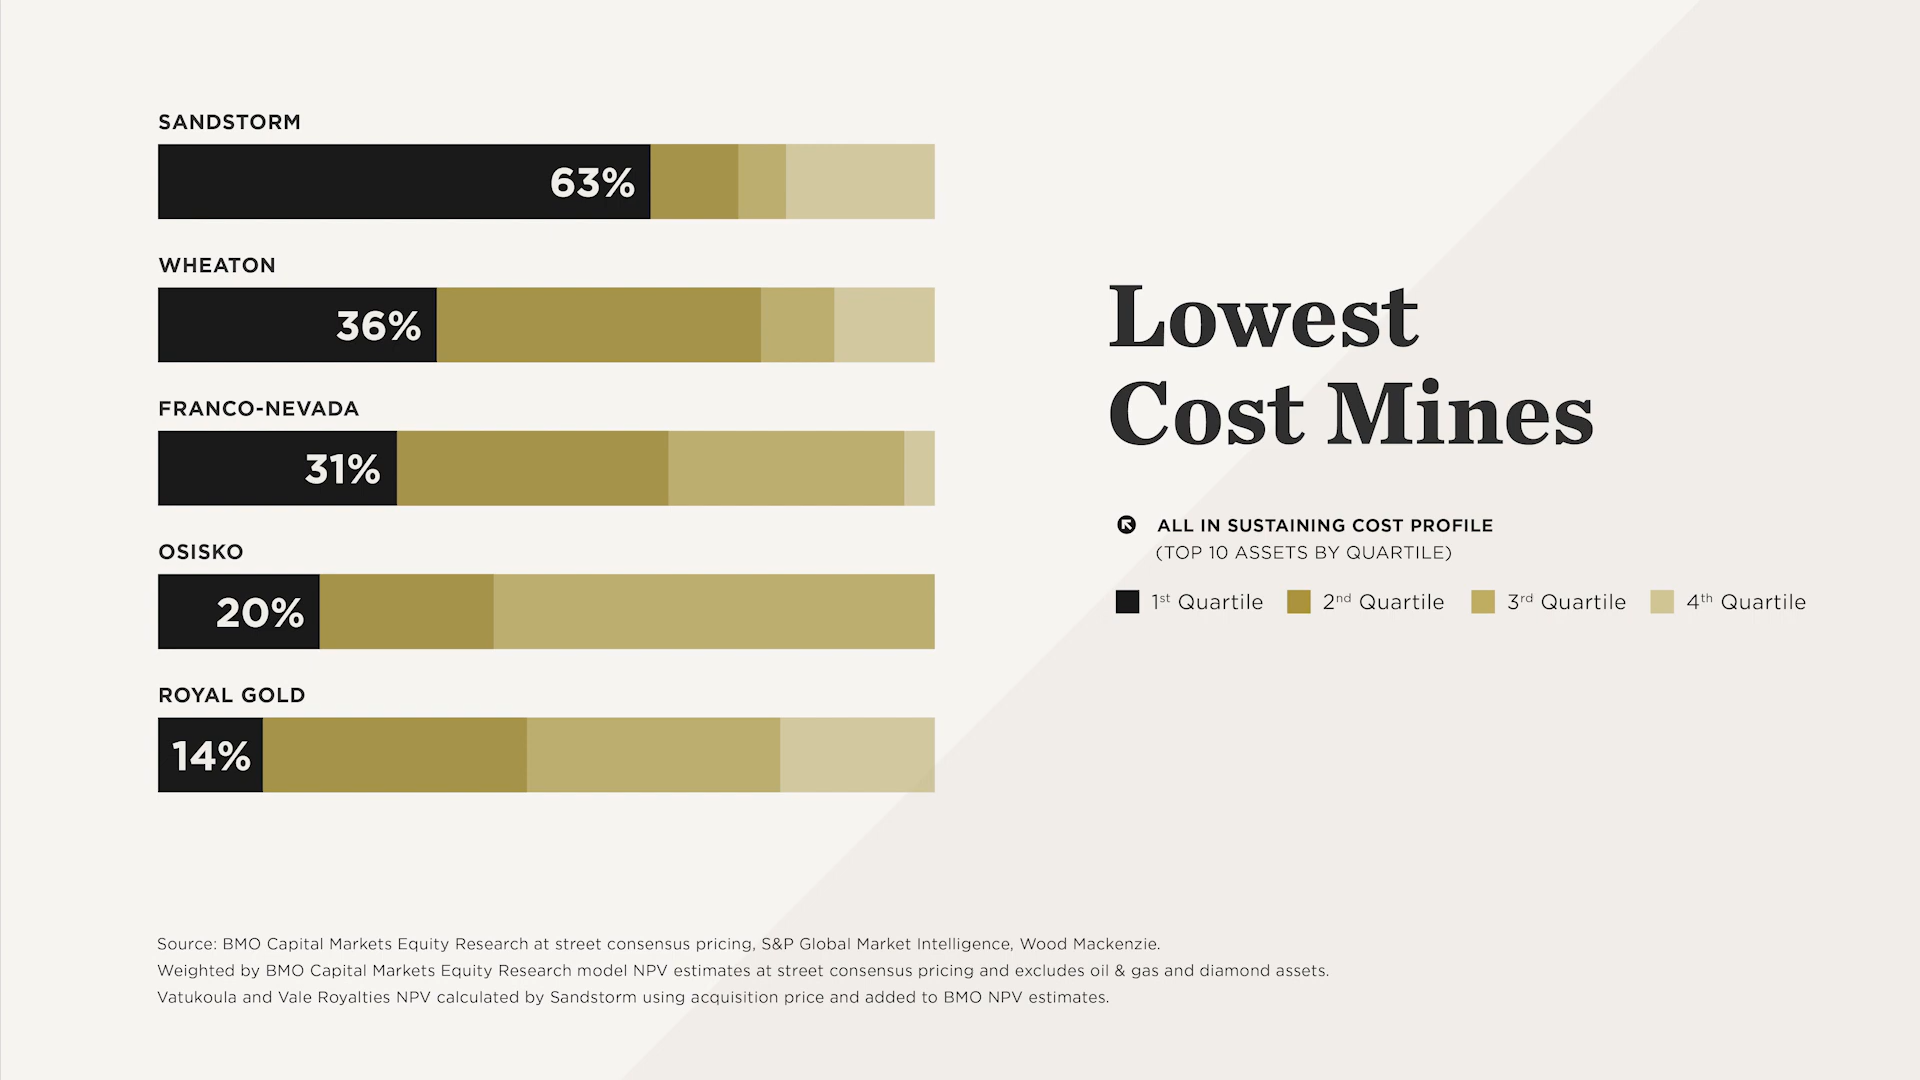 SANDSTORM
63%
WHEATON
36%
FRANCO-NEVADA
31%
OSISKO
20%
ROYAL GOLD
14%
Lowest
Cost Mines
ALL IN SUSTAINING COST PROFILE
(TOP 10 ASSETS BY QUARTILE)
1st Quartile 2nd Quartile 3rd Quartile 4th Quartile
Source: BMO Capital Markets Equity Research at street consensus pricing, S&P Global Market Intelligence, Wood Mackenzie.
Weighted by BMO Capital Markets Equity Research model NPV estimates at street consensus pricing and excludes oil & gas and diamond assets.
Vatukoula and Vale Royalties NPV calculated by Sandstorm using acquisition price and added to BMO NPV estimates.